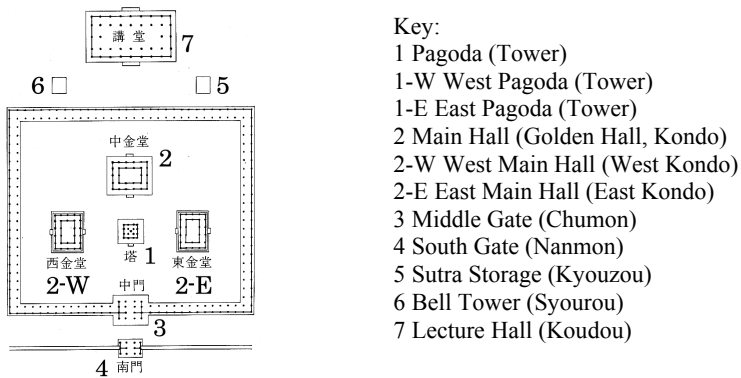 講堂
7
6
5
中金堂
2
西金堂
2-W
塔 1
東金堂
2-E
中門
3
4 南門
Key:
1 Pagoda (Tower)
1-W West Pagoda (Tower)
1-E East Pagoda (Tower)
2 Main Hall (Golden Hall, Kondo)
2-W West Main Hall (West Kondo)
2-E East Main Hall (East Kondo)
3 Middle Gate (Chumon)
4 South Gate (Nanmon)
5 Sutra Storage (Kyouzou)
6 Bell Tower (Syourou)
7 Lecture Hall (Koudou)